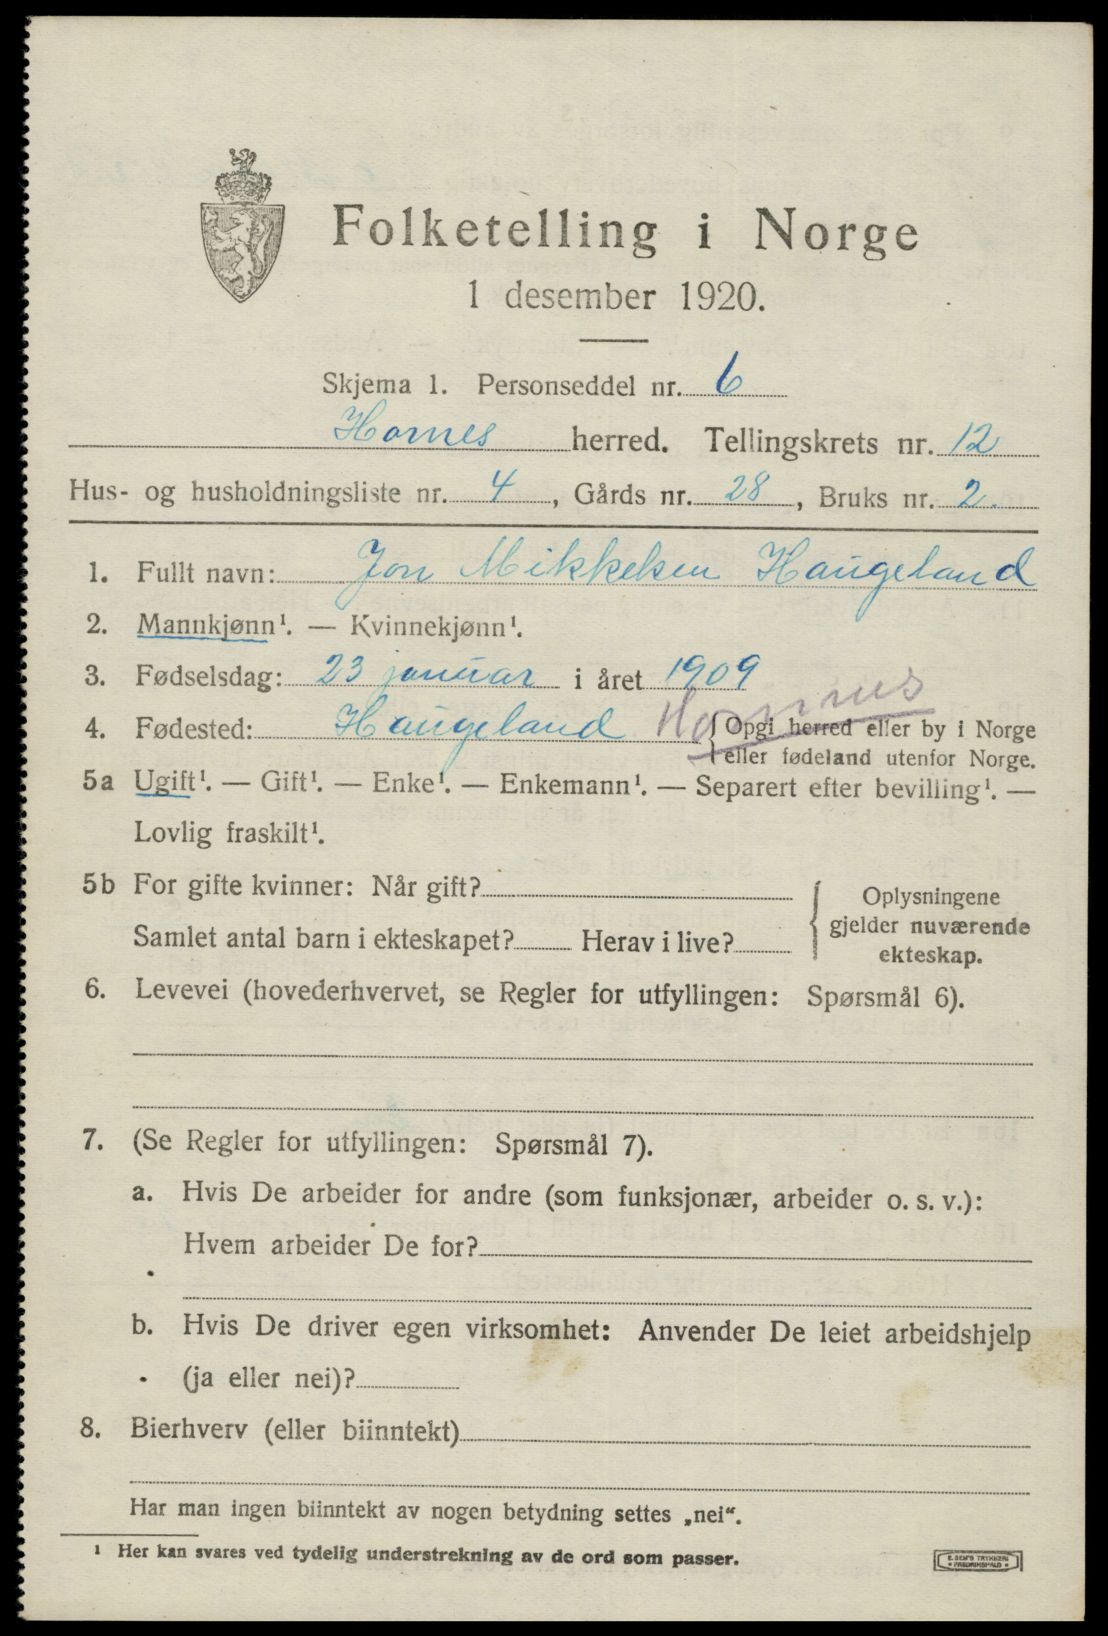 Folketelling i Norge
1 desember 1920.
Skjema 1. Personseddel nr. 6
Hornes herred. Tellingskrets nr. 12
Hus- og husholdningsliste nr. 4, Gårds nr. 28, Bruks nr. 2.
1. Fullt navn: Jon Mikkelsen Haugeland
2. Mannkjønn¹. — Kvinnekjønn¹.
3. Fødselsdag: 23 januar i året 1909
4. Fødested: Haugeland Hornnes { Opgi herred eller by i Norge
eller fødeland utenfor Norge.
5a Ugift¹. — Gift¹. — Enke¹. — Enkemann¹. — Separert efter bevilling¹. —
Lovlig fraskilt¹.
5b For gifte kvinner: Når gift?
Samlet antal barn i ekteskapet? Herav i live?
{ Oplysningene
gjelder nuværende
ekteskap.
6. Levevei (hovederhvervet, se Regler for utfyllingen: Spørsmål 6).
7. (Se Regler for utfyllingen: Spørsmål 7).
a. Hvis De arbeider for andre (som funksjonær, arbeider o. s. v.):
Hvem arbeider De for?
b. Hvis De driver egen virksomhet: Anvender De leiet arbeidshjelp
(ja eller nei)?
8. Bierhverv (eller biinntekt)
Har man ingen biinntekt av nogen betydning settes „nei“.
¹ Her kan svares ved tydelig understrekning av de ord som passer.
E. SEM'S TRYKKERI
• FREDRIKSHALD •